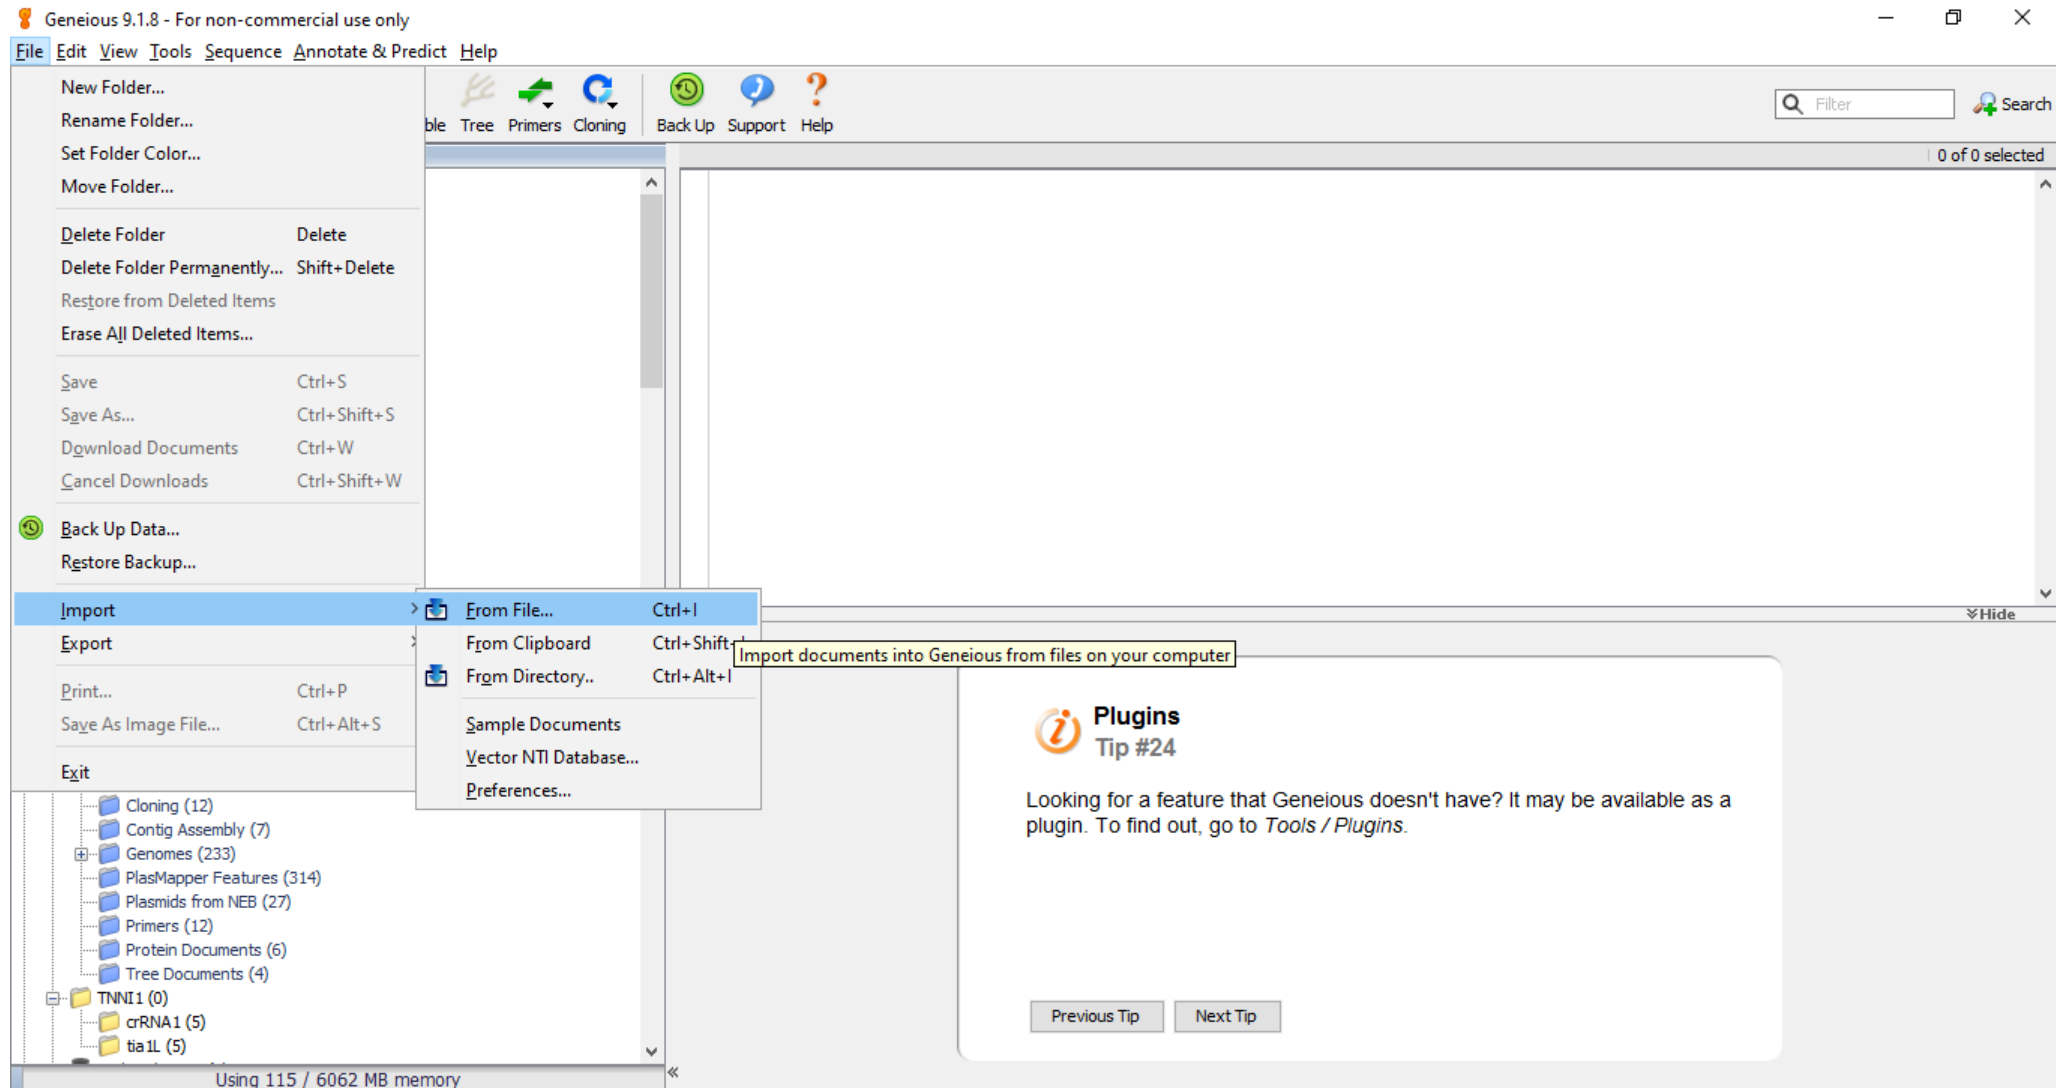 Geneious 9.1.8 - For non-commercial use only
File Edit View Tools Sequence Annotate & Predict Help
New Folder...
Rename Folder...
Set Folder Color...
Move Folder...
Delete Folder Delete
Delete Folder Permanently... Shift+Delete
Restore from Deleted Items
Erase All Deleted Items...
Save Ctrl+S
Save As... Ctrl+Shift+S
Download Documents Ctrl+W
Cancel Downloads Ctrl+Shift+W
Back Up Data...
Restore Backup...
Import
Export
Print... Ctrl+P
Save As Image File... Ctrl+Alt+S
Exit
Tree Primers Cloning Back Up Support Help
Filter
Search
0 of 0 selected
From File... Ctrl+I
From Clipboard Ctrl+Shift+
From Directory.. Ctrl+Alt+I
Sample Documents
Vector NTI Database...
Preferences...
Import documents into Geneious from files on your computer
Hide
Cloning (12)
Contig Assembly (7)
Genomes (233)
PlasMapper Features (314)
Plasmids from NEB (27)
Primers (12)
Protein Documents (6)
Tree Documents (4)
TNNI1 (0)
crRNA1 (5)
tia1L (5)
Using 115 / 6062 MB memory
Plugins
Tip #24
Looking for a feature that Geneious doesn't have? It may be available as a
plugin. To find out, go to Tools / Plugins.
Previous Tip Next Tip